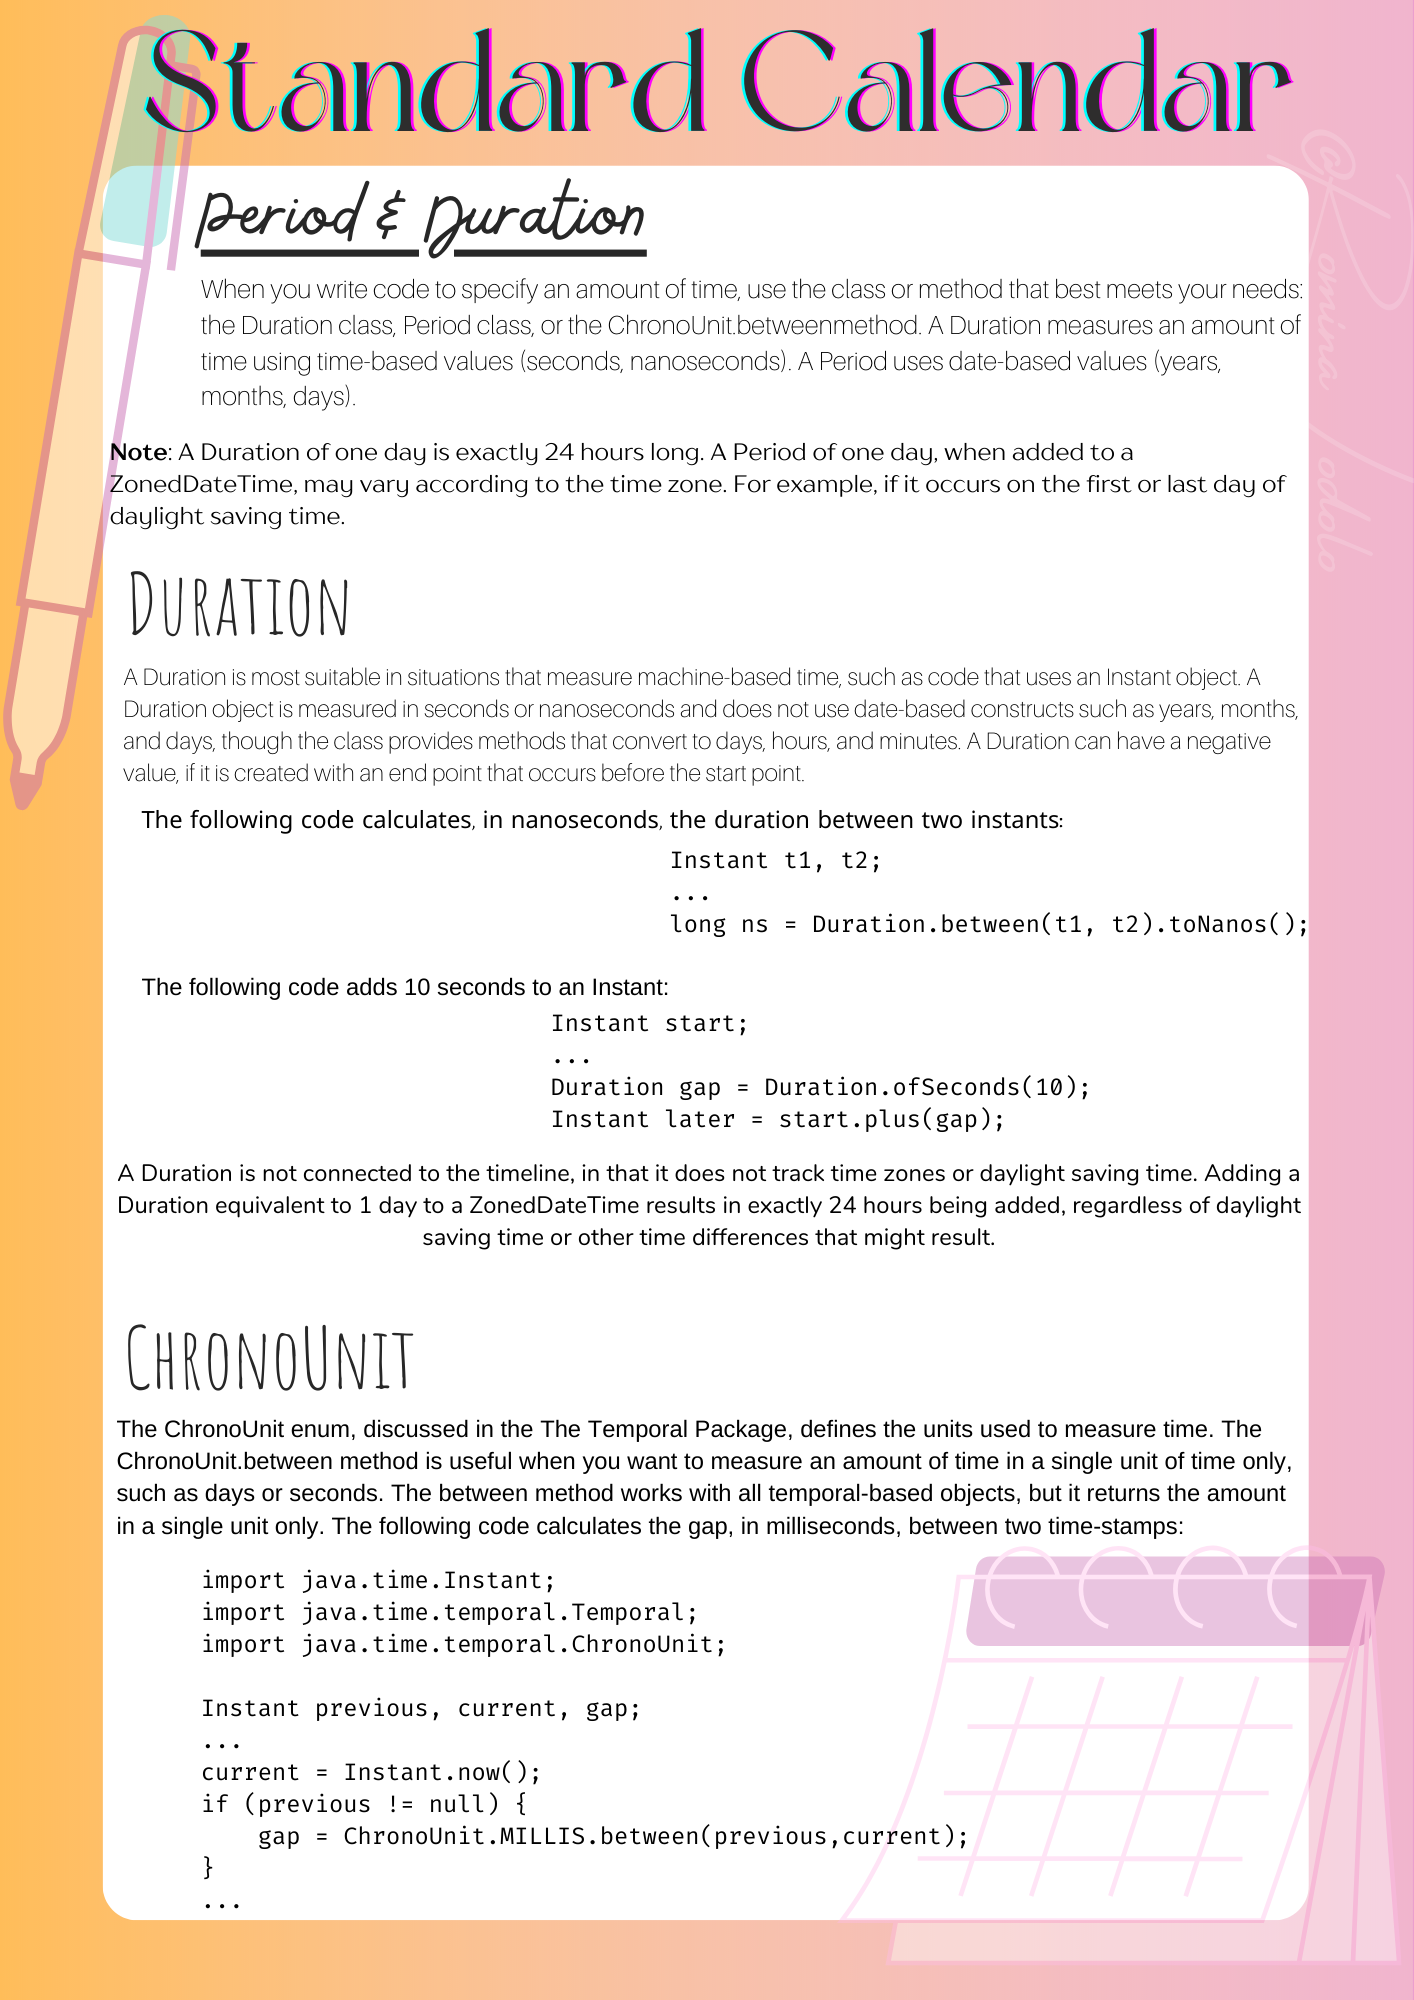 Standard Calendar
Period & Duration
When you write code to specify an amount of time, use the class or method that best meets your needs:
the Duration class, Period class, or the ChronoUnit.betweenmethod. A Duration measures an amount of
time using time-based values (seconds, nanoseconds). A Period uses date-based values (years,
months, days).
Note: A Duration of one day is exactly 24 hours long. A Period of one day, when added to a
ZonedDateTime, may vary according to the time zone. For example, if it occurs on the first or last day of
daylight saving time.
Duration
A Duration is most suitable in situations that measure machine-based time, such as code that uses an Instant object. A
Duration object is measured in seconds or nanoseconds and does not use date-based constructs such as years, months,
and days, though the class provides methods that convert to days, hours, and minutes. A Duration can have a negative
value, if it is created with an end point that occurs before the start point.
The following code calculates, in nanoseconds, the duration between two instants:
Instant t1, t2;
...
long ns = Duration.between(t1, t2).toNanos();
The following code adds 10 seconds to an Instant:
Instant start;
...
Duration gap = Duration.ofSeconds(10);
Instant later = start.plus(gap);
A Duration is not connected to the timeline, in that it does not track time zones or daylight saving time. Adding a
Duration equivalent to 1 day to a ZonedDateTime results in exactly 24 hours being added, regardless of daylight
saving time or other time differences that might result.
ChronoUnit
The ChronoUnit enum, discussed in the The Temporal Package, defines the units used to measure time. The
ChronoUnit.between method is useful when you want to measure an amount of time in a single unit of time only,
such as days or seconds. The between method works with all temporal-based objects, but it returns the amount
in a single unit only. The following code calculates the gap, in milliseconds, between two time-stamps:
import java.time.Instant;
import java.time.temporal.Temporal;
import java.time.temporal.ChronoUnit;
Instant previous, current, gap;
...
current = Instant.now();
if (previous != null) {
    gap = ChronoUnit.MILLIS.between(previous,current);
}
...
@Romina Iodolo